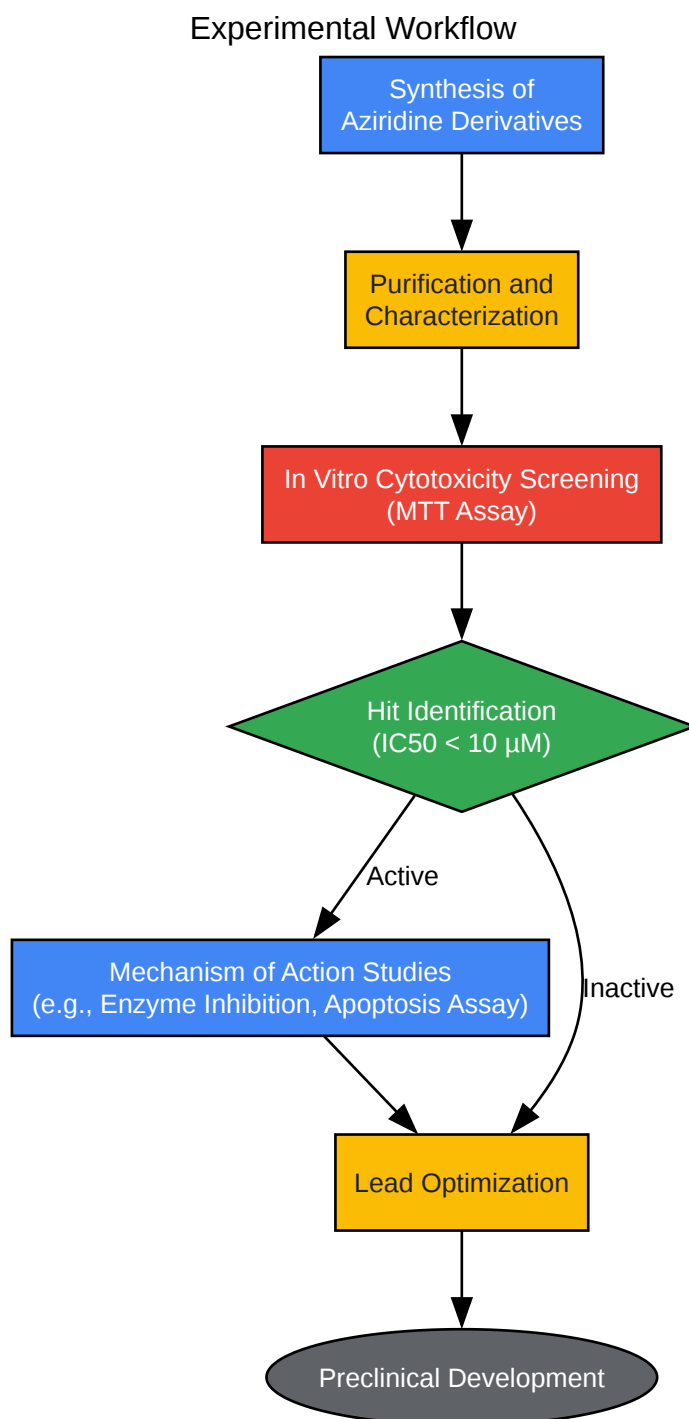 Experimental Workflow
Synthesis of
Aziridine Derivatives
Purification and
Characterization
In Vitro Cytotoxicity Screening
(MTT Assay)
Hit Identification
(IC50 < 10 µM)
Active
Mechanism of Action Studies
(e.g., Enzyme Inhibition, Apoptosis Assay)
Inactive
Lead Optimization
Preclinical Development